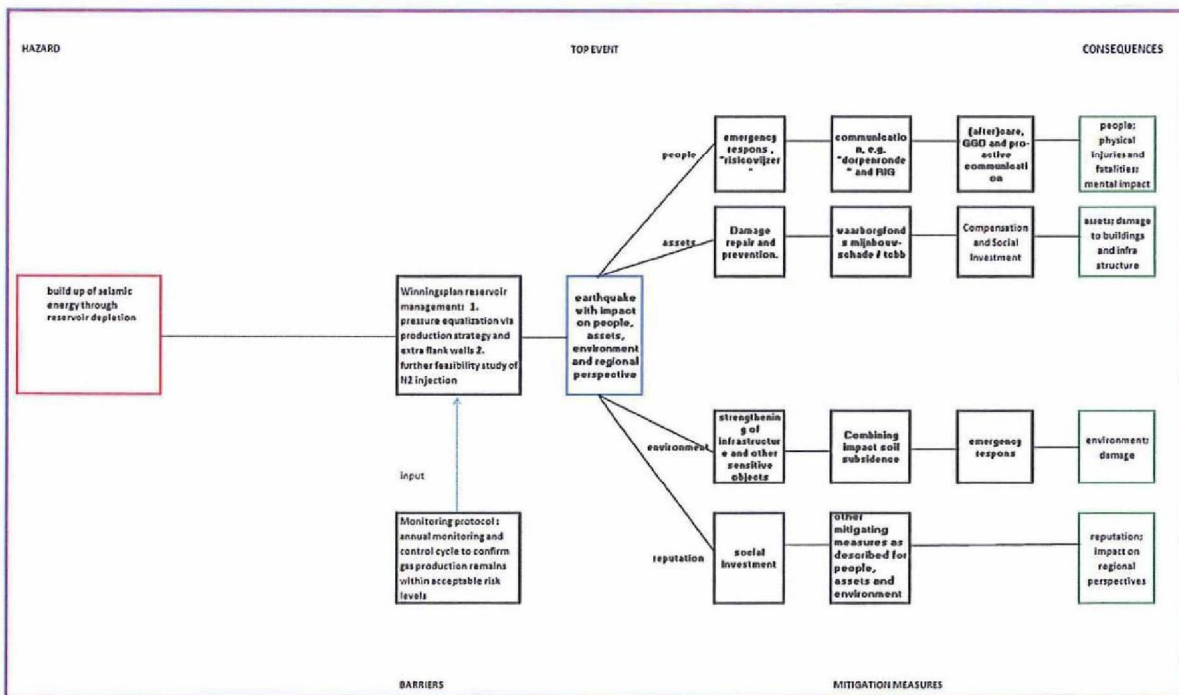 HAZARD
TOP EVENT
CONSEQUENCES
people
emergency
respons ,
"risicovijzer
"
communicatio
n, e.g.
"dorpenronde
" and RIG
(after)care,
GGD and pro-
active
communicati
on
people;
physical
injuries and
fatalities;
mental impact
assets
Damage
repair and
prevention.
waarborgfon
ds mijnbouw-
schade / tcbb
Compensation
and Social
Investment
assets; damage
to buildings
and infra
structure
build up of seismic
energy through
reservoir depletion
Winningsplan reservoir
management: 1.
pressure equalization via
production strategy and
extra flank wells 2.
further feasibility study of
N2 injection
earthquake
with impact
on people,
assets,
environment
and regional
perspective
environment
strengthenin
g of
infrastructur
e and other
sensitive
objects
Combining
impact soil
subsidence
emergency
respons
environment;
damage
input
Monitoring protocol :
annual monitoring and
control cycle to confirm
gas production remains
within acceptable risk
levels
reputation
social
Investment
other
mitigating
measures as
described for
people,
assets and
environment
reputation;
impact on
regional
perspectives
BARRIERS
MITIGATION MEASURES